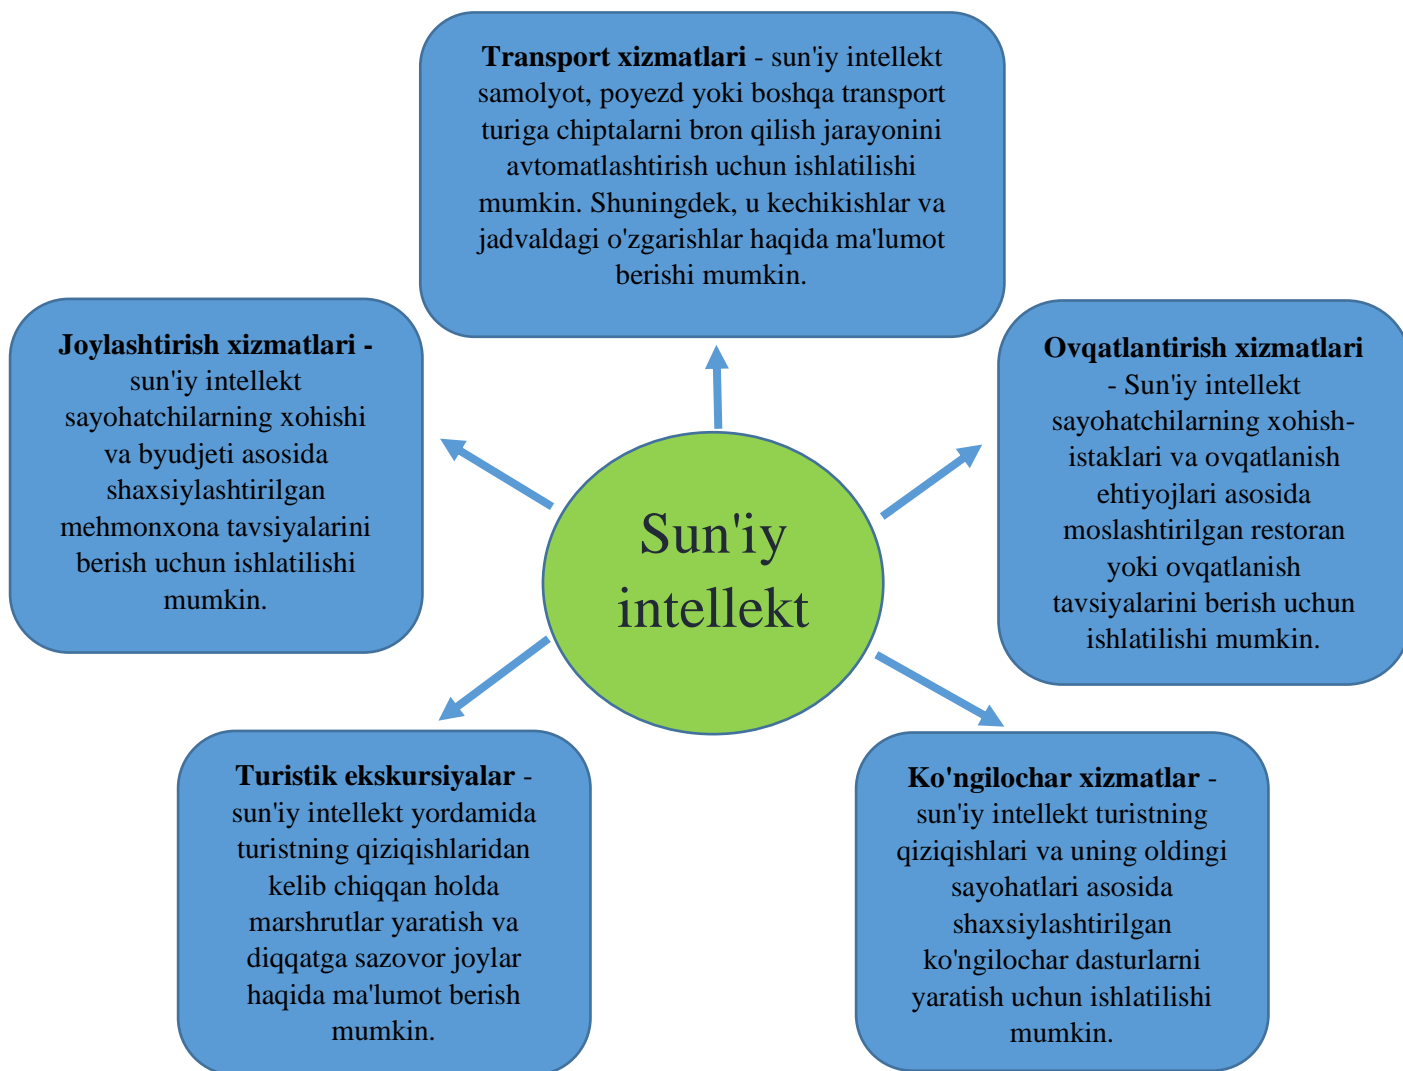 Transport xizmatlari - sun'iy intellekt
samolyot, poyezd yoki boshqa transport
turiga chiptalarni bron qilish jarayonini
avtomatlashtirish uchun ishlatilishi
mumkin. Shuningdek, u kechikishlar va
jadvaldagi o'zgarishlar haqida ma'lumot
berishi mumkin.
Joylashtirish xizmatlari -
sun'iy intellekt
sayohatchilarning xohishi
va byudjeti asosida
shaxsiylashtirilgan
mehmonxona tavsiyalarini
berish uchun ishlatilishi
mumkin.
Ovqatlantirish xizmatlari
- Sun'iy intellekt
sayohatchilarning xohish-
istaklari va ovqatlanish
ehtiyojlari asosida
moslashtirilgan restoran
yoki ovqatlanish
tavsiyalarini berish uchun
ishlatilishi mumkin.
Sun'iy
intellekt
Turistik ekskursiyalar -
sun'iy intellekt yordamida
turistning qiziqishlaridan
kelib chiqqan holda
marshrutlar yaratish va
diqqatga sazovor joylar
haqida ma'lumot berish
mumkin.
Ko'ngilochar xizmatlar -
sun'iy intellekt turistning
qiziqishlari va uning oldingi
sayohatlari asosida
shaxsiylashtirilgan
ko'ngilochar dasturlarni
yaratish uchun ishlatilishi
mumkin.